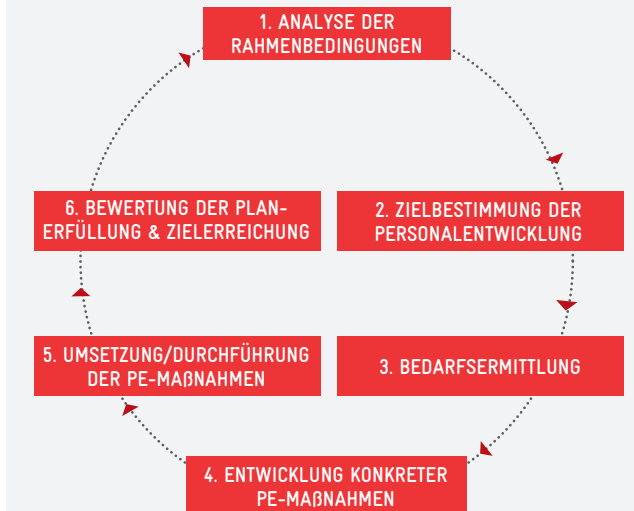 1. ANALYSE DER
RAHMENBEDINGUNGEN
2. ZIELBESTIMMUNG DER
PERSONALENTWICKLUNG
3. BEDARFSERMITTLUNG
4. ENTWICKLUNG KONKRETER
PE-MAßNAHMEN
5. UMSETZUNG/DURCHFÜHRUNG
DER PE-MAßNAHMEN
6. BEWERTUNG DER PLAN-
ERFÜLLUNG & ZIELERREICHUNG